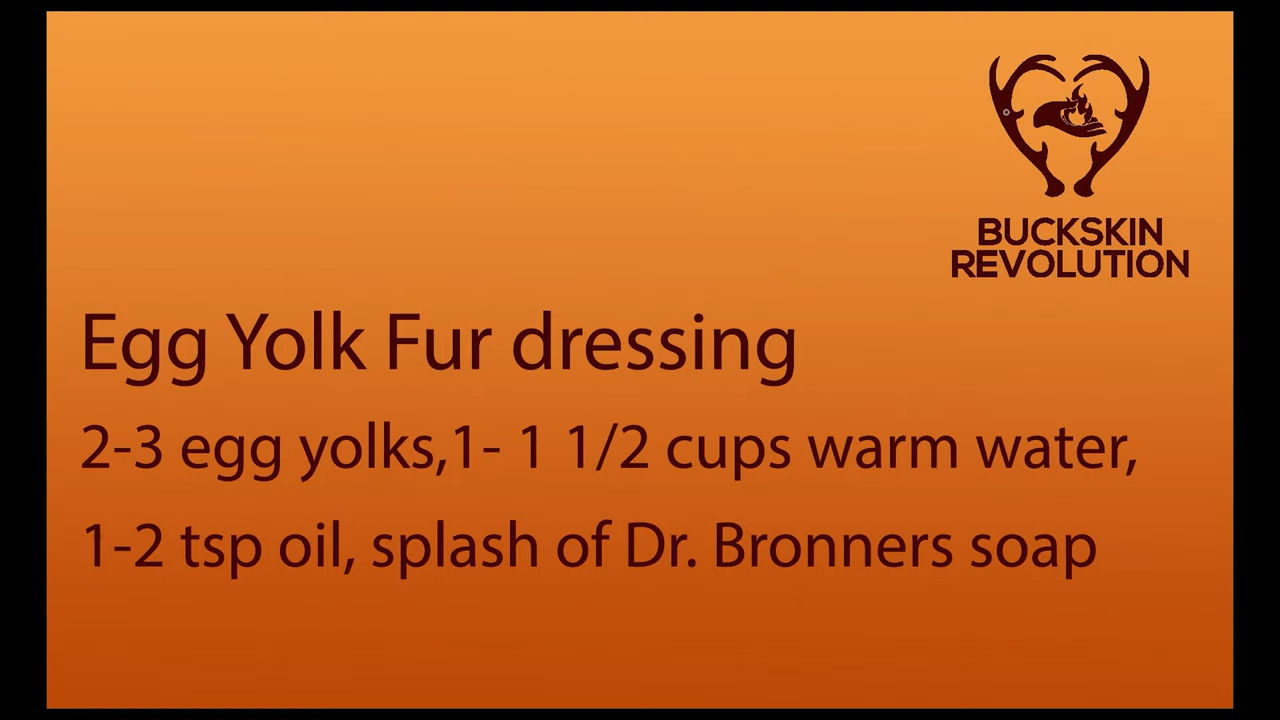 BUCKSKIN
REVOLUTION
Egg Yolk Fur dressing
2-3 egg yolks,1- 1 1/2 cups warm water,
1-2 tsp oil, splash of Dr. Bronners soap